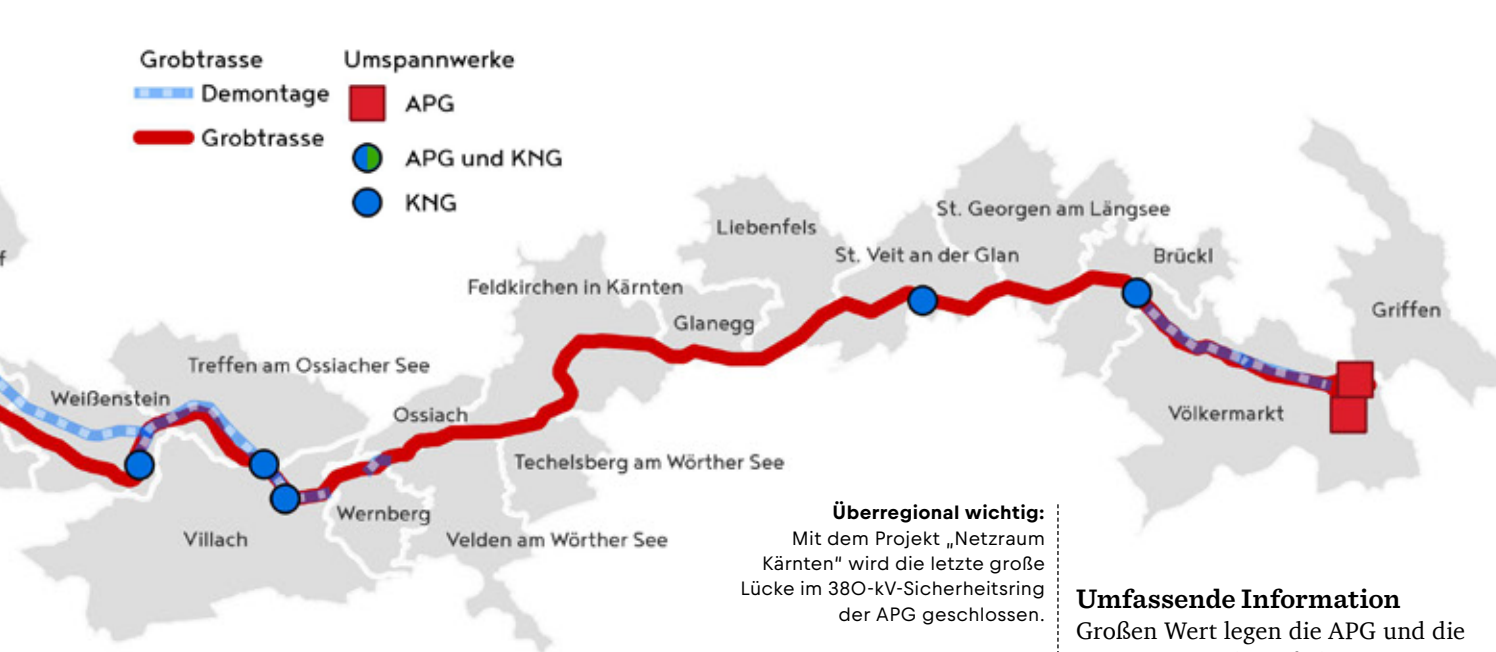 Grobtrasse
Demontage
Grobtrasse
Umspannwerke
APG
APG und KNG
KNG
f
Liebenfels
St. Georgen am Längsee
St. Veit an der Glan
Brückl
Feldkirchen in Kärnten
Glanegg
Griffen
Treffen am Ossiacher See
Weißenstein
Ossiach
Völkermarkt
Techelsberg am Wörther See
Wernberg
Villach
Velden am Wörther See
Überregional wichtig:
Mit dem Projekt „Netzraum
Kärnten“ wird die letzte große
Lücke im 380-kV-Sicherheitsring
der APG geschlossen.
Umfassende Information
Großen Wert legen die APG und die